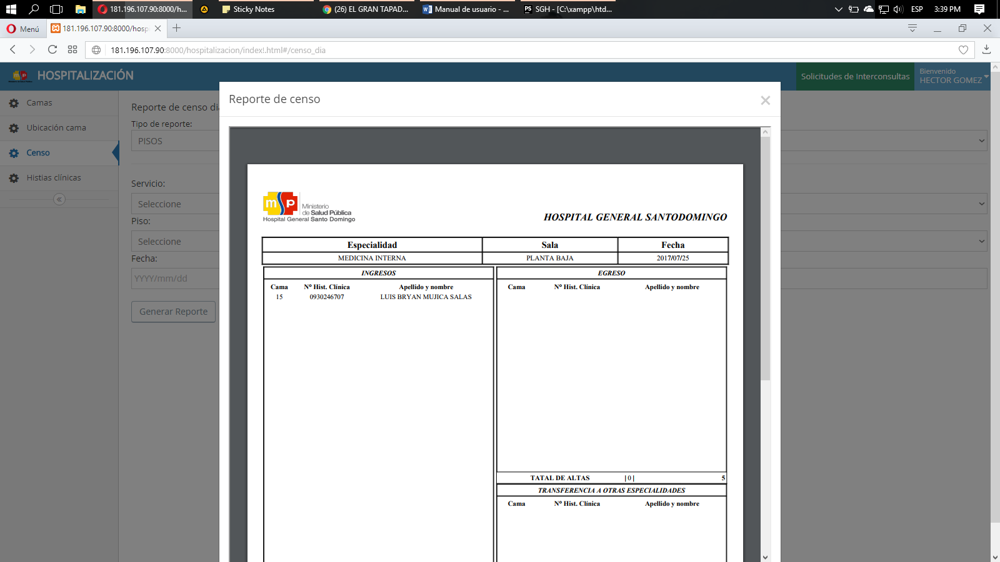 181.196.107.90:8000/h...
Sticky Notes
(26) EL GRAN TAPAD...
Manual de usuario - ...
SGH - [C:\xampp\htd...
ESP
3:39 PM
Menú
181.196.107.90:8000/hosp
181.196.107.90:8000/hospitalizacion/index!.html#/censo_dia
HOSPITALIZACIÓN
Solicitudes de Interconsultas
Bienvenido
HECTOR GOMEZ
Camas
Ubicación cama
Censo
Histias clínicas
Reporte de censo dia
Tipo de reporte:
PISOS
Servicio:
Seleccione
Piso:
Seleccione
Fecha:
YYYY/mm/dd
Generar Reporte
Reporte de censo
×
msp
Ministerio
de Salud Pública
Hospital General Santo Domingo
HOSPITAL GENERAL SANTODOMINGO
Especialidad Sala Fecha
MEDICINA INTERNA PLANTA BAJA 2017/07/25
INGRESOS
Cama Nº Hist. Clínica Apellido y nombre
15 0930246707 LUIS BRYAN MUJICA SALAS
EGRESO
Cama Nº Hist. Clínica Apellido y nombre
TATAL DE ALTAS |0| 5
TRANSFERENCIA A OTRAS ESPECIALIDADES
Cama Nº Hist. Clínica Apellido y nombre